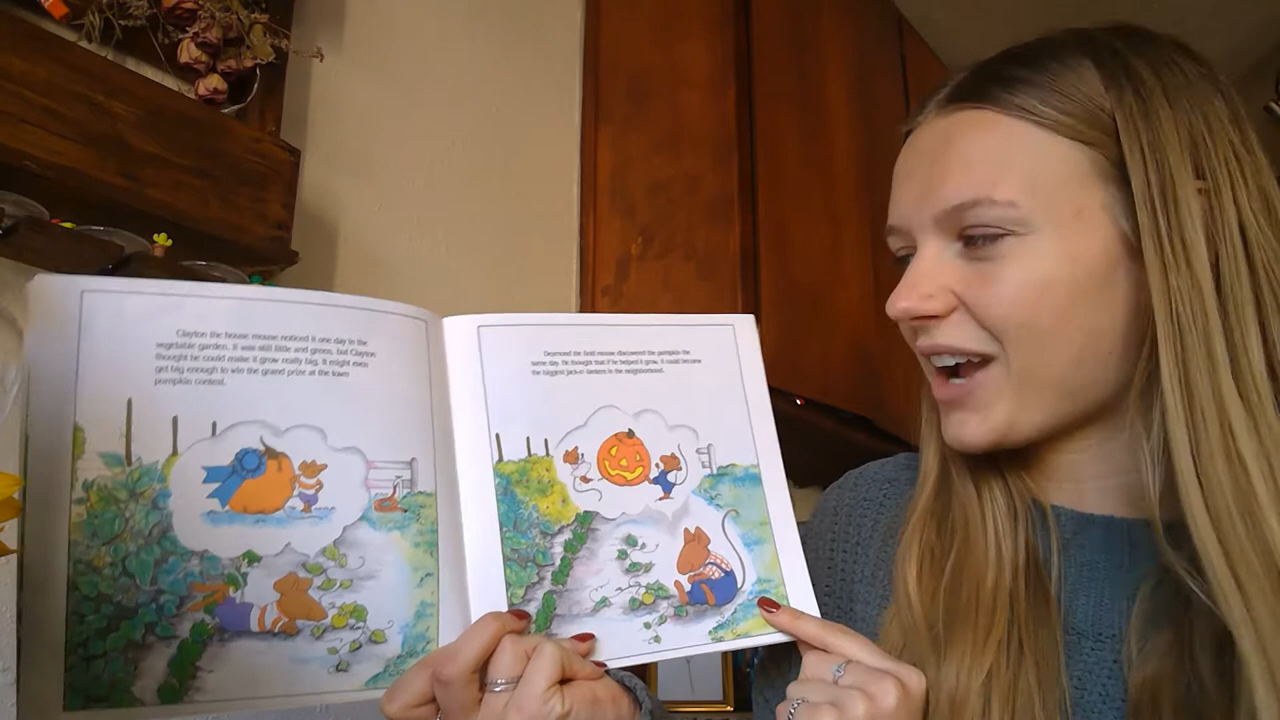 Clayton the house mouse noticed it one day in the
vegetable garden. It was still little and green, but Clayton
thought he could make it grow really big. It might even
get big enough to win the grand prize at the town
pumpkin contest.
Desmond the field mouse discovered the pumpkin the
same day. He thought that if he helped it grow, it could become
the biggest jack-o'-lantern in the neighborhood.